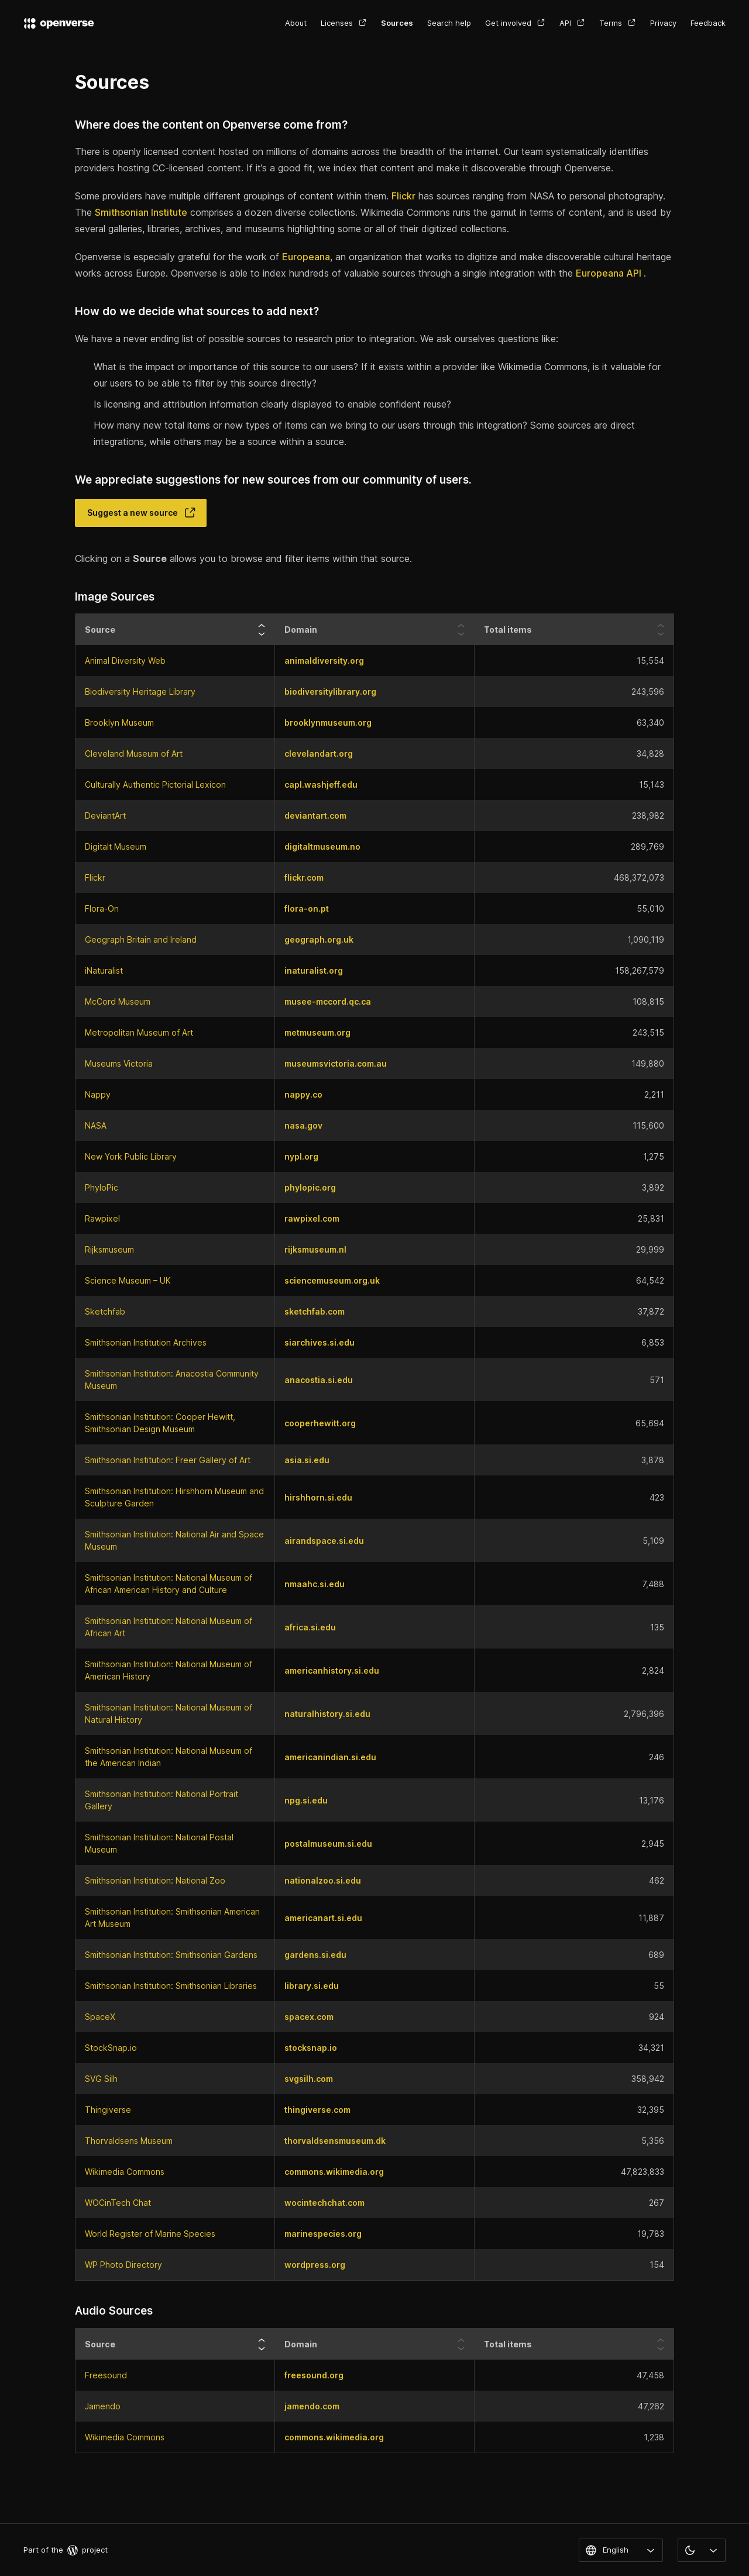 openverse
About
Licenses
Sources
Search help
Get involved
API
Terms
Privacy
Feedback
Sources
Where does the content on Openverse come from?
There is openly licensed content hosted on millions of domains across the breadth of the internet. Our team systematically identifies
providers hosting CC-licensed content. If it's a good fit, we index that content and make it discoverable through Openverse.
Some providers have multiple different groupings of content within them. Flickr has sources ranging from NASA to personal photography.
The Smithsonian Institute comprises a dozen diverse collections. Wikimedia Commons runs the gamut in terms of content, and is used by
several galleries, libraries, archives, and museums highlighting some or all of their digitized collections.
Openverse is especially grateful for the work of Europeana, an organization that works to digitize and make discoverable cultural heritage
works across Europe. Openverse is able to index hundreds of valuable sources through a single integration with the Europeana API .
How do we decide what sources to add next?
We have a never ending list of possible sources to research prior to integration. We ask ourselves questions like:
What is the impact or importance of this source to our users? If it exists within a provider like Wikimedia Commons, is it valuable for
our users to be able to filter by this source directly?
Is licensing and attribution information clearly displayed to enable confident reuse?
How many new total items or new types of items can we bring to our users through this integration? Some sources are direct
integrations, while others may be a source within a source.
We appreciate suggestions for new sources from our community of users.
Suggest a new source
Clicking on a Source allows you to browse and filter items within that source.
Image Sources
Source Domain Total items
Animal Diversity Web animaldiversity.org 15,554
Biodiversity Heritage Library biodiversitylibrary.org 243,596
Brooklyn Museum brooklynmuseum.org 63,340
Cleveland Museum of Art clevelandart.org 34,828
Culturally Authentic Pictorial Lexicon capl.washjeff.edu 15,143
DeviantArt deviantart.com 238,982
Digitalt Museum digitaltmuseum.no 289,769
Flickr flickr.com 468,372,073
Flora-On flora-on.pt 55,010
Geograph Britain and Ireland geograph.org.uk 1,090,119
iNaturalist inaturalist.org 158,267,579
McCord Museum musee-mccord.qc.ca 108,815
Metropolitan Museum of Art metmuseum.org 243,515
Museums Victoria museumsvictoria.com.au 149,880
Nappy nappy.co 2,211
NASA nasa.gov 115,600
New York Public Library nypl.org 1,275
PhyloPic phylopic.org 3,892
Rawpixel rawpixel.com 25,831
Rijksmuseum rijksmuseum.nl 29,999
Science Museum – UK sciencemuseum.org.uk 64,542
Sketchfab sketchfab.com 37,872
Smithsonian Institution Archives siarchives.si.edu 6,853
Smithsonian Institution: Anacostia Community
Museum anacostia.si.edu 571
Smithsonian Institution: Cooper Hewitt,
Smithsonian Design Museum cooperhewitt.org 65,694
Smithsonian Institution: Freer Gallery of Art asia.si.edu 3,878
Smithsonian Institution: Hirshhorn Museum and
Sculpture Garden hirshhorn.si.edu 423
Smithsonian Institution: National Air and Space
Museum airandspace.si.edu 5,109
Smithsonian Institution: National Museum of
African American History and Culture nmaahc.si.edu 7,488
Smithsonian Institution: National Museum of
African Art africa.si.edu 135
Smithsonian Institution: National Museum of
American History americanhistory.si.edu 2,824
Smithsonian Institution: National Museum of
Natural History naturalhistory.si.edu 2,796,396
Smithsonian Institution: National Museum of
the American Indian americanindian.si.edu 246
Smithsonian Institution: National Portrait
Gallery npg.si.edu 13,176
Smithsonian Institution: National Postal
Museum postalmuseum.si.edu 2,945
Smithsonian Institution: National Zoo nationalzoo.si.edu 462
Smithsonian Institution: Smithsonian American
Art Museum americanart.si.edu 11,887
Smithsonian Institution: Smithsonian Gardens gardens.si.edu 689
Smithsonian Institution: Smithsonian Libraries library.si.edu 55
SpaceX spacex.com 924
StockSnap.io stocksnap.io 34,321
SVG Silh svgsilh.com 358,942
Thingiverse thingiverse.com 32,395
Thorvaldsens Museum thorvaldsensmuseum.dk 5,356
Wikimedia Commons commons.wikimedia.org 47,823,833
WOCinTech Chat wocintechchat.com 267
World Register of Marine Species marinespecies.org 19,783
WP Photo Directory wordpress.org 154
Audio Sources
Source Domain Total items
Freesound freesound.org 47,458
Jamendo jamendo.com 47,262
Wikimedia Commons commons.wikimedia.org 1,238
Part of the project
English